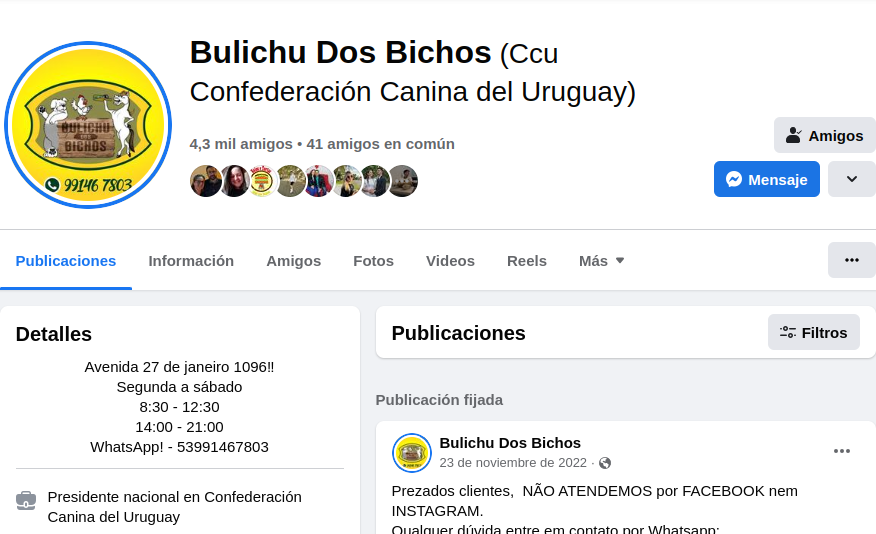 Bulichu Dos Bichos (Ccu
Confederación Canina del Uruguay)
4,3 mil amigos • 41 amigos en común
BULICHU
DOS
BICHOS
99146 7803
Amigos
Mensaje
Publicaciones
Información
Amigos
Fotos
Videos
Reels
Más
Detalles
Avenida 27 de janeiro 1096!!
Segunda a sábado
8:30 - 12:30
14:00 - 21:00
WhatsApp! - 53991467803
Presidente nacional en Confederación
Canina del Uruguay
Publicaciones
Filtros
Publicación fijada
Bulichu Dos Bichos
23 de noviembre de 2022 ·
Prezados clientes,  NÃO ATENDEMOS por FACEBOOK nem
INSTAGRAM.
Qualquer dúvida entre em contato por Whatsapp: